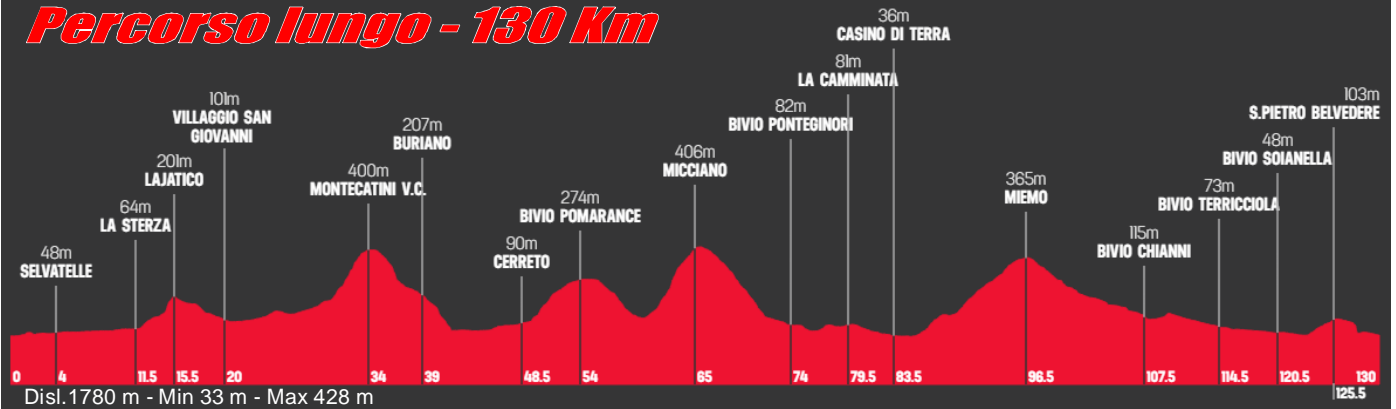 Percorso lungo - 130 Km
48m
SELVATELLE
64m
LA STERZA
201m
LAJATICO
101m
VILLAGGIO SAN
GIOVANNI
400m
MONTECATINI V.C.
207m
BURIANO
90m
CERRETO
274m
BIVIO POMARANCE
406m
MICCIANO
82m
BIVIO PONTEGINORI
81m
LA CAMMINATA
36m
CASINO DI TERRA
365m
MIEMO
115m
BIVIO CHIANNI
73m
BIVIO TERRICCIOLA
48m
BIVIO SOIANELLA
103m
S.PIETRO BELVEDERE
0 4 11.5 15.5 20 34 39 48.5 54 65 74 79.5 83.5 96.5 107.5 114.5 120.5 130
125.5
Disl.1780 m - Min 33 m - Max 428 m